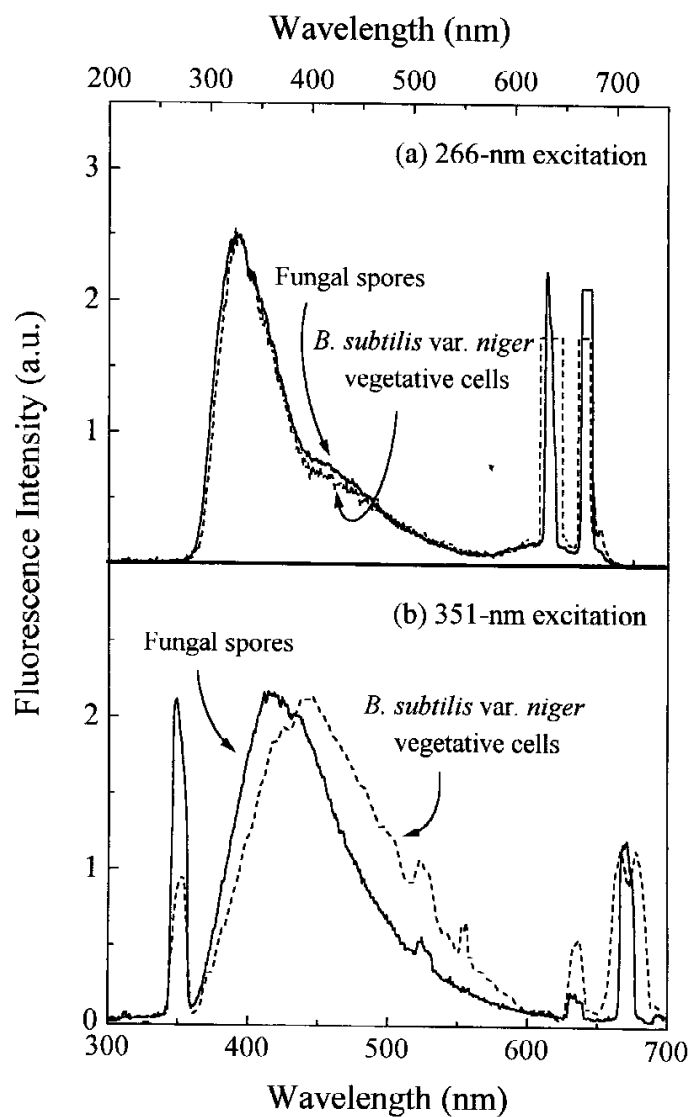 Wavelength (nm)
200 300 400 500 600 700
(a) 266-nm excitation
3
Fungal spores
2
B. subtilis var. niger
vegetative cells
1
Fluorescence Intensity (a.u.)
(b) 351-nm excitation
Fungal spores
2
B. subtilis var. niger
vegetative cells
1
0
300 400 500 600 700
Wavelength (nm)